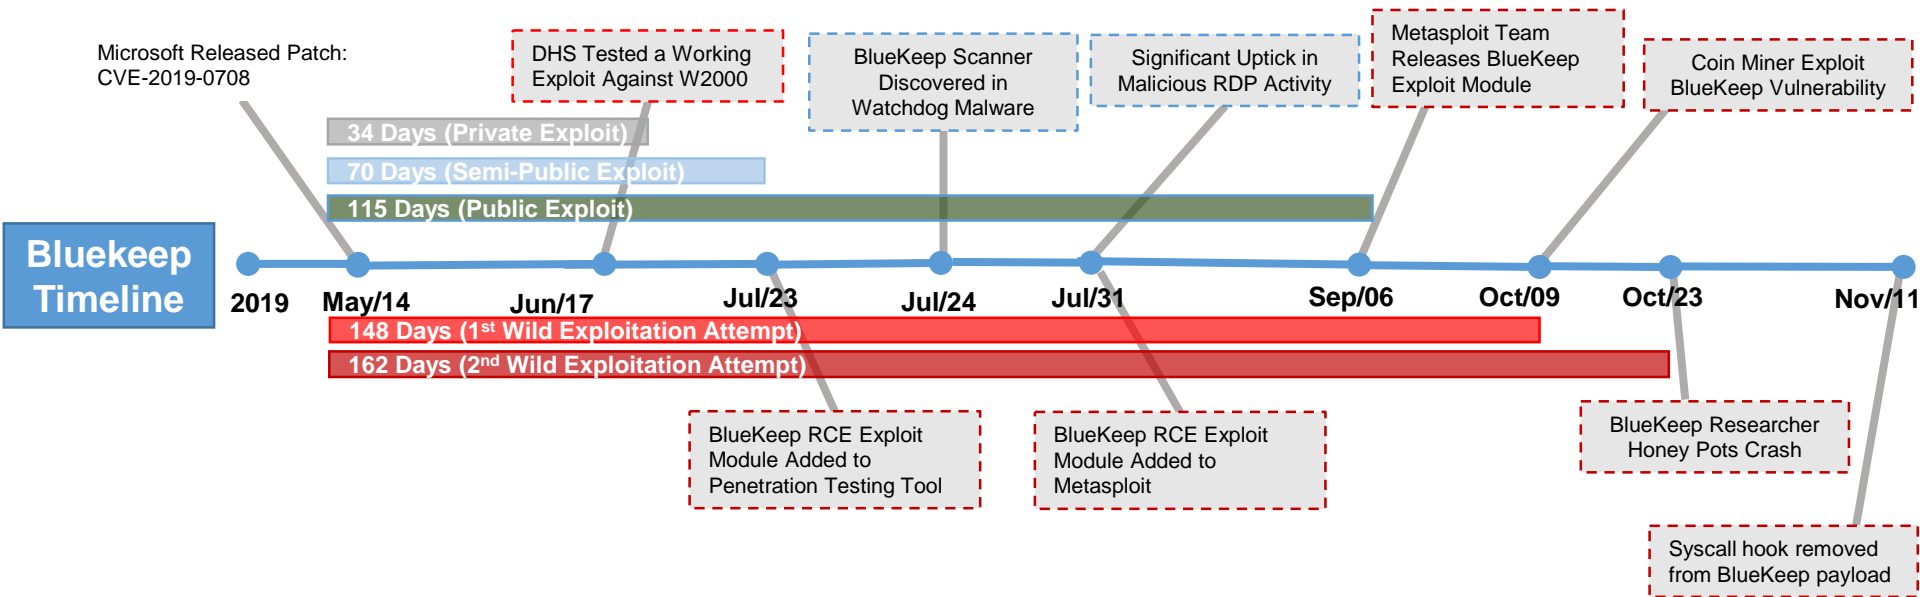 Microsoft Released Patch:
CVE-2019-0708
DHS Tested a Working
Exploit Against W2000
BlueKeep Scanner
Discovered in
Watchdog Malware
Significant Uptick in
Malicious RDP Activity
Metasploit Team
Releases BlueKeep
Exploit Module
Coin Miner Exploit
BlueKeep Vulnerability
34 Days (Private Exploit)
70 Days (Semi-Public Exploit)
115 Days (Public Exploit)
Bluekeep
Timeline
2019
May/14
Jun/17
Jul/23
Jul/24
Jul/31
Sep/06
Oct/09
Oct/23
Nov/11
148 Days (1st Wild Exploitation Attempt)
162 Days (2nd Wild Exploitation Attempt)
BlueKeep RCE Exploit
Module Added to
Penetration Testing Tool
BlueKeep RCE Exploit
Module Added to
Metasploit
BlueKeep Researcher
Honey Pots Crash
Syscall hook removed
from BlueKeep payload